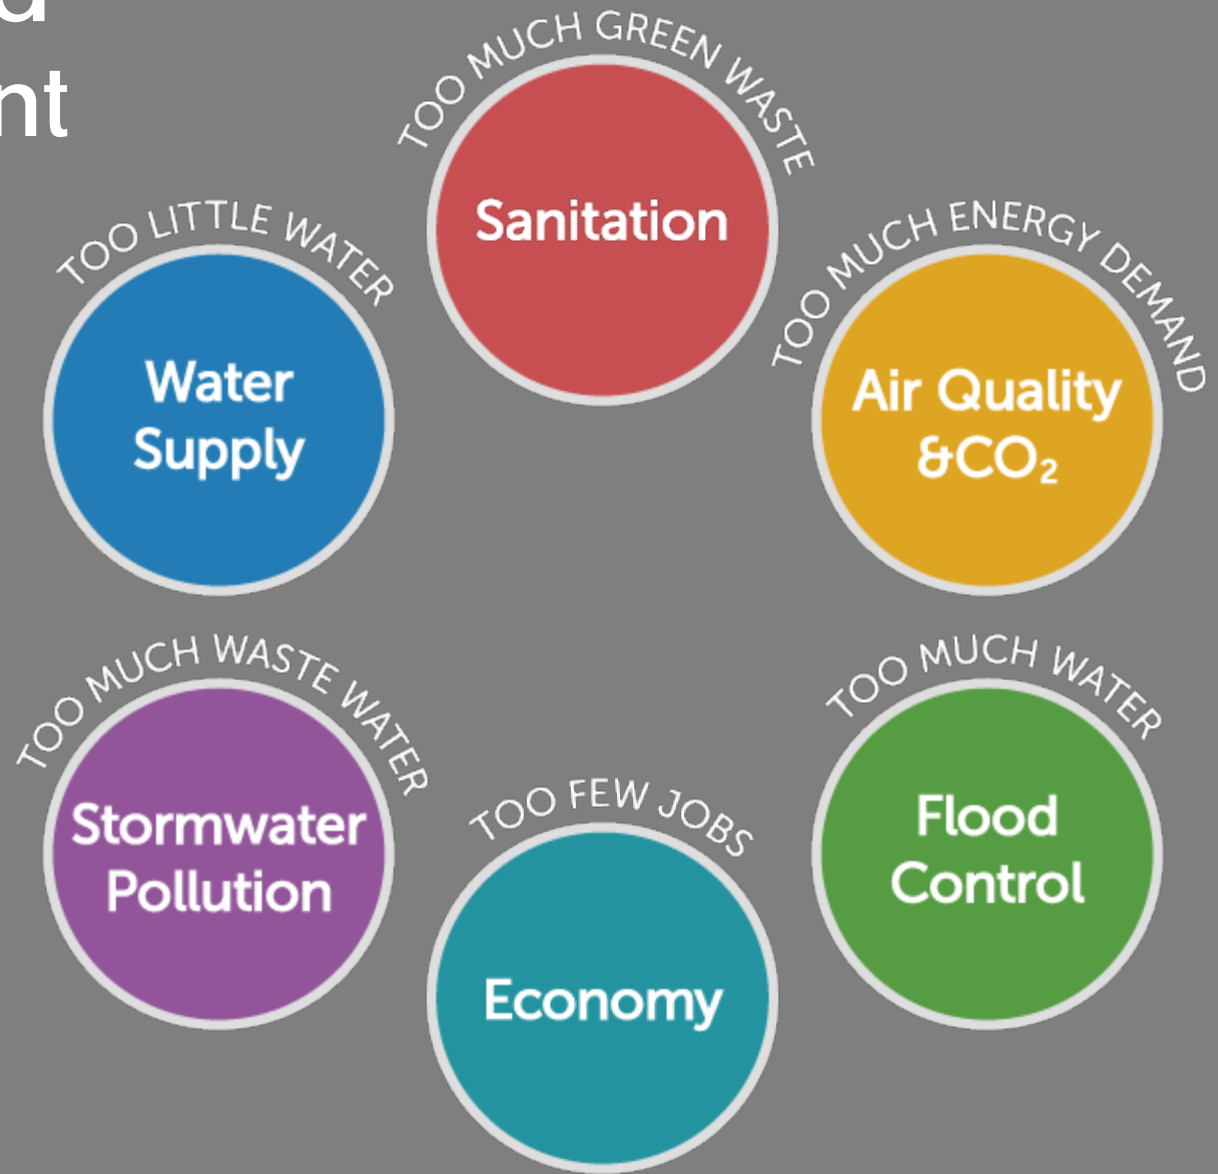 nt
TOO MUCH GREEN WASTE
Sanitation
TOO LITTLE WATER
Water
Supply
TOO MUCH ENERGY DEMAND
Air Quality
&CO₂
TOO MUCH WASTE WATER
Stormwater
Pollution
TOO MUCH WATER
Flood
Control
TOO FEW JOBS
Economy